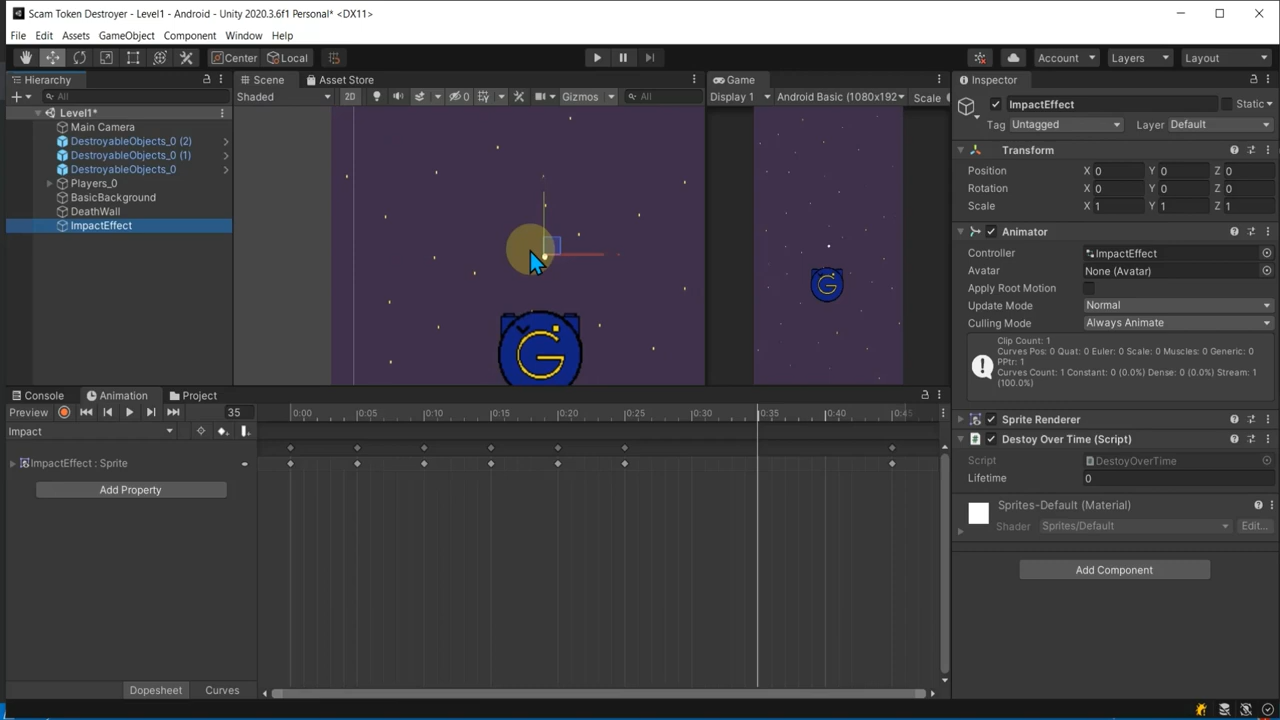 Scam Token Destroyer - Level1 - Android - Unity 2020.3.6f1 Personal* <DX11>
File Edit Assets GameObject Component Window Help
Center Local Account Layers Layout
Hierarchy
All
Level1*
Main Camera
DestroyableObjects_0 (2)
DestroyableObjects_0 (1)
DestroyableObjects_0
Players_0
BasicBackground
DeathWall
ImpactEffect
Scene Asset Store
Shaded 2D 0 Gizmos All
G
Game
Display 1 Android Basic (1080x192 Scale
G
Inspector
ImpactEffect Static
Tag Untagged Layer Default
Transform
Position X 0 Y 0 Z 0
Rotation X 0 Y 0 Z 0
Scale X 1 Y 1 Z 1
Animator
Controller ImpactEffect
Avatar None (Avatar)
Apply Root Motion
Update Mode Normal
Culling Mode Always Animate
Clip Count: 1
Curves Pos: 0 Quat: 0 Euler: 0 Scale: 0 Muscles: 0 Generic: 0
PPtr: 1
Curves Count: 1 Constant: 0 (0.0%) Dense: 0 (0.0%) Stream: 1
(100.0%)
Sprite Renderer
Destoy Over Time (Script)
Script DestoyOverTime
Lifetime 0
Sprites-Default (Material)
Shader Sprites/Default Edit...
Add Component
Console Animation Project
Preview 35 0:00 0:05 0:10 0:15 0:20 0:25 0:30 0:35 0:40 0:45
Impact
ImpactEffect : Sprite
Add Property
Dopesheet Curves